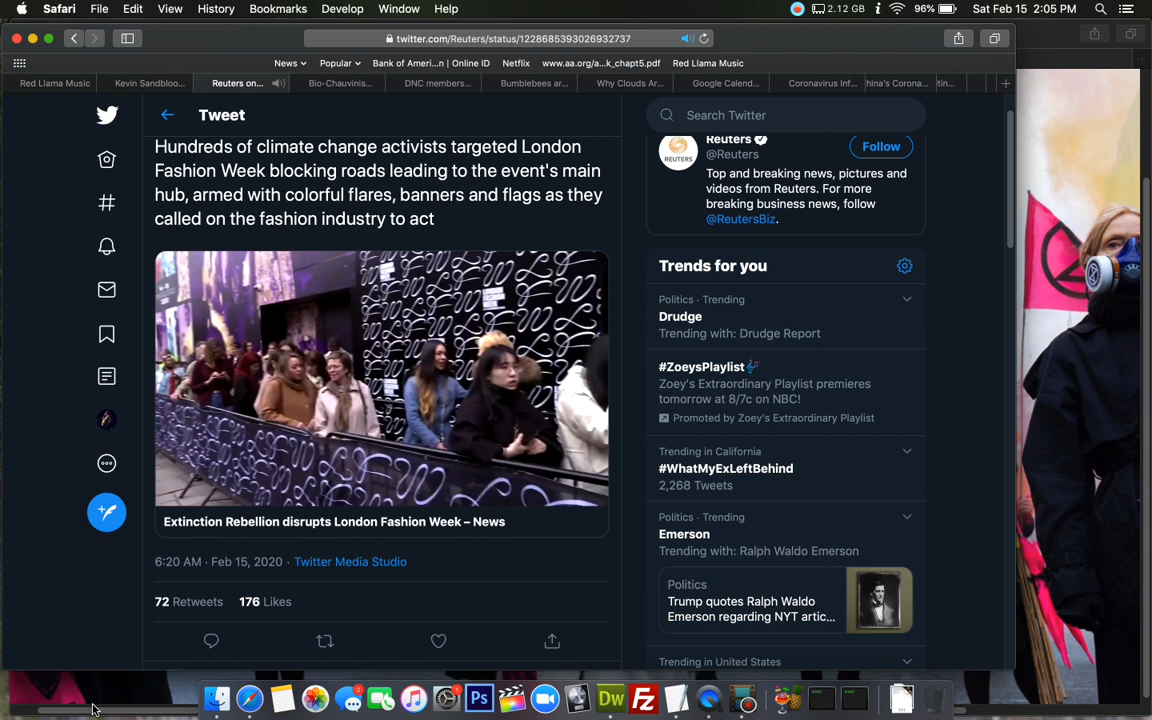 Safari File Edit View History Bookmarks Develop Window Help 2.12 GB 96% Sat Feb 15 2:05 PM
twitter.com/Reuters/status/1228685393026932737
News Popular Bank of Ameri...n | Online ID Netflix www.aa.org/a...k_chapt5.pdf Red Llama Music
Red Llama Music Kevin Sandbloo... Reuters on... Bio-Chauvinis... DNC members... Bumblebees ar... Why Clouds Ar... Google Calend... Coronavirus Inf... hina's Corona... tin...
Tweet
Search Twitter
Hundreds of climate change activists targeted London
Fashion Week blocking roads leading to the event's main
hub, armed with colorful flares, banners and flags as they
called on the fashion industry to act
Extinction Rebellion disrupts London Fashion Week – News
6:20 AM · Feb 15, 2020 · Twitter Media Studio
72 Retweets 176 Likes
REUTERS
Reuters
@Reuters
Follow
Top and breaking news, pictures and
videos from Reuters. For more
breaking business news, follow
@ReutersBiz.
Trends for you
Politics · Trending
Drudge
Trending with: Drudge Report
#ZoeysPlaylist
Zoey's Extraordinary Playlist premieres
tomorrow at 8/7c on NBC!
Promoted by Zoey's Extraordinary Playlist
Trending in California
#WhatMyExLeftBehind
2,268 Tweets
Politics · Trending
Emerson
Trending with: Ralph Waldo Emerson
Politics
Trump quotes Ralph Waldo
Emerson regarding NYT artic...
Trending in United States
2 1 Ps Dw Fz